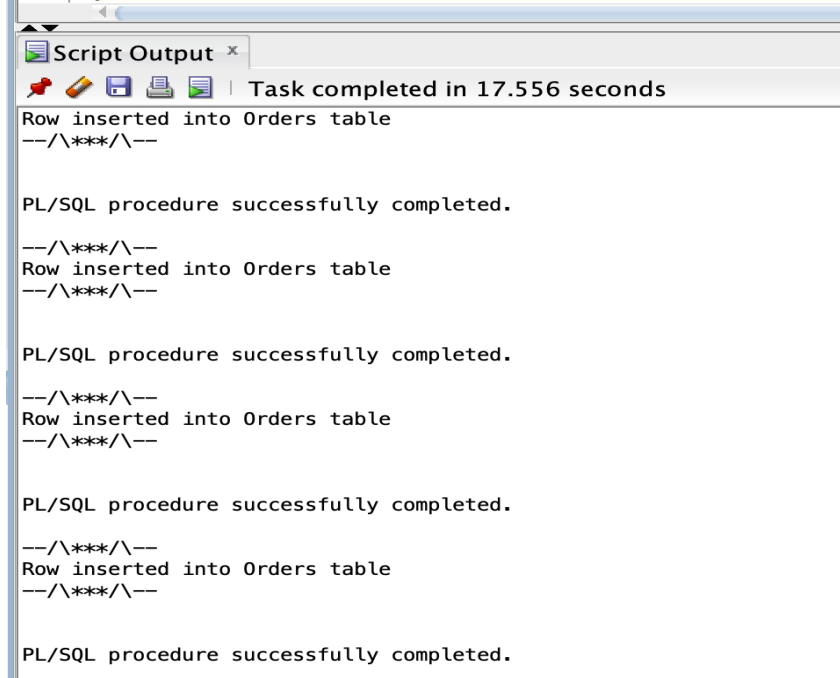 Script Output x
Task completed in 17.556 seconds
Row inserted into Orders table
--/\***/\--
PL/SQL procedure successfully completed.
--/\***/\--
Row inserted into Orders table
--/\***/\--
PL/SQL procedure successfully completed.
--/\***/\--
Row inserted into Orders table
--/\***/\--
PL/SQL procedure successfully completed.
--/\***/\--
Row inserted into Orders table
--/\***/\--
PL/SQL procedure successfully completed.